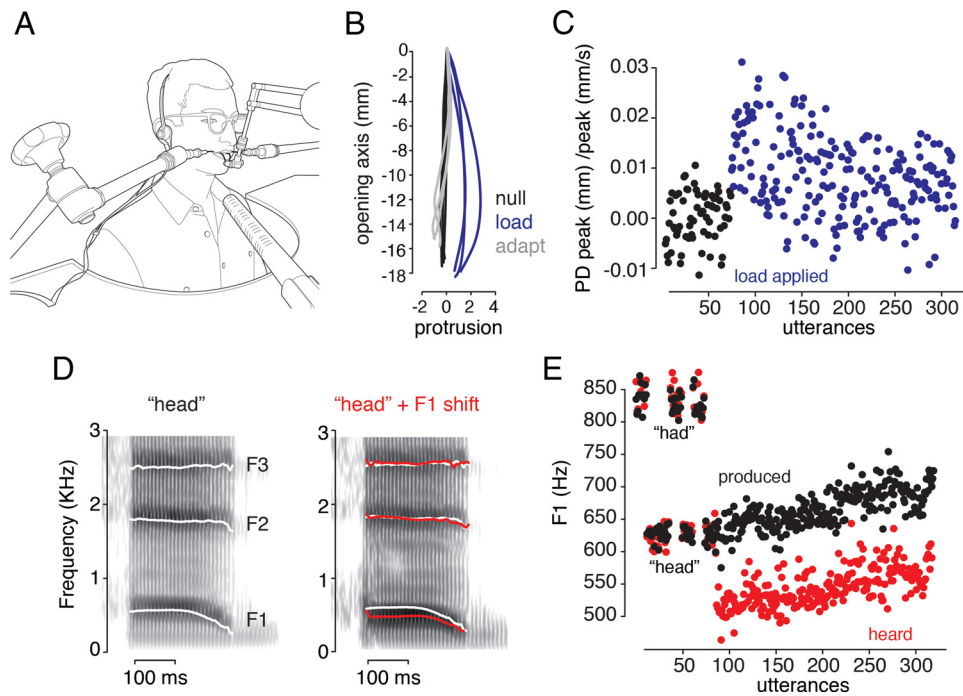 A
B
opening axis (mm)
0
-2
-4
-6
-8
-10
-12
-14
-16
-18
null
load
adapt
-2 0 2 4
protrusion
C
PD peak (mm) /peak (mm/s)
0.03
0.02
0.01
0.00
-0.01
load applied
50 100 150 200 250 300
utterances
D
"head"
Frequency (KHz)
3
2
1
0
F3
F2
F1
100 ms
"head" + F1 shift
3
2
1
0
100 ms
E
F1 (Hz)
850
800
750
700
650
600
550
500
"had"
produced
"head"
heard
50 100 150 200 250 300
utterances